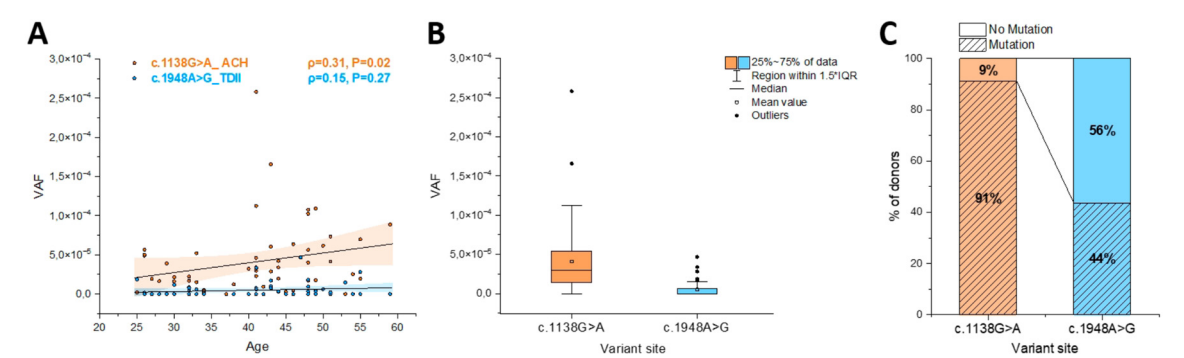 A
3,0×10⁻⁴
2,5×10⁻⁴
2,0×10⁻⁴
1,5×10⁻⁴
1,0×10⁻⁴
5,0×10⁻⁵
0,0
VAF
c.1138G>A_ ACH ρ=0.31, P=0.02
c.1948A>G_TDII ρ=0.15, P=0.27
20 25 30 35 40 45 50 55 60
Age
B
3,0×10⁻⁴
2,5×10⁻⁴
2,0×10⁻⁴
1,5×10⁻⁴
1,0×10⁻⁴
5,0×10⁻⁵
0,0
VAF
25%~75% of data
Region within 1.5*IQR
Median
Mean value
Outliers
c.1138G>A c.1948A>G
Variant site
C
No Mutation
Mutation
100
80
60
40
20
0
% of donors
9%
91%
56%
44%
c.1138G>A c.1948A>G
Variant site